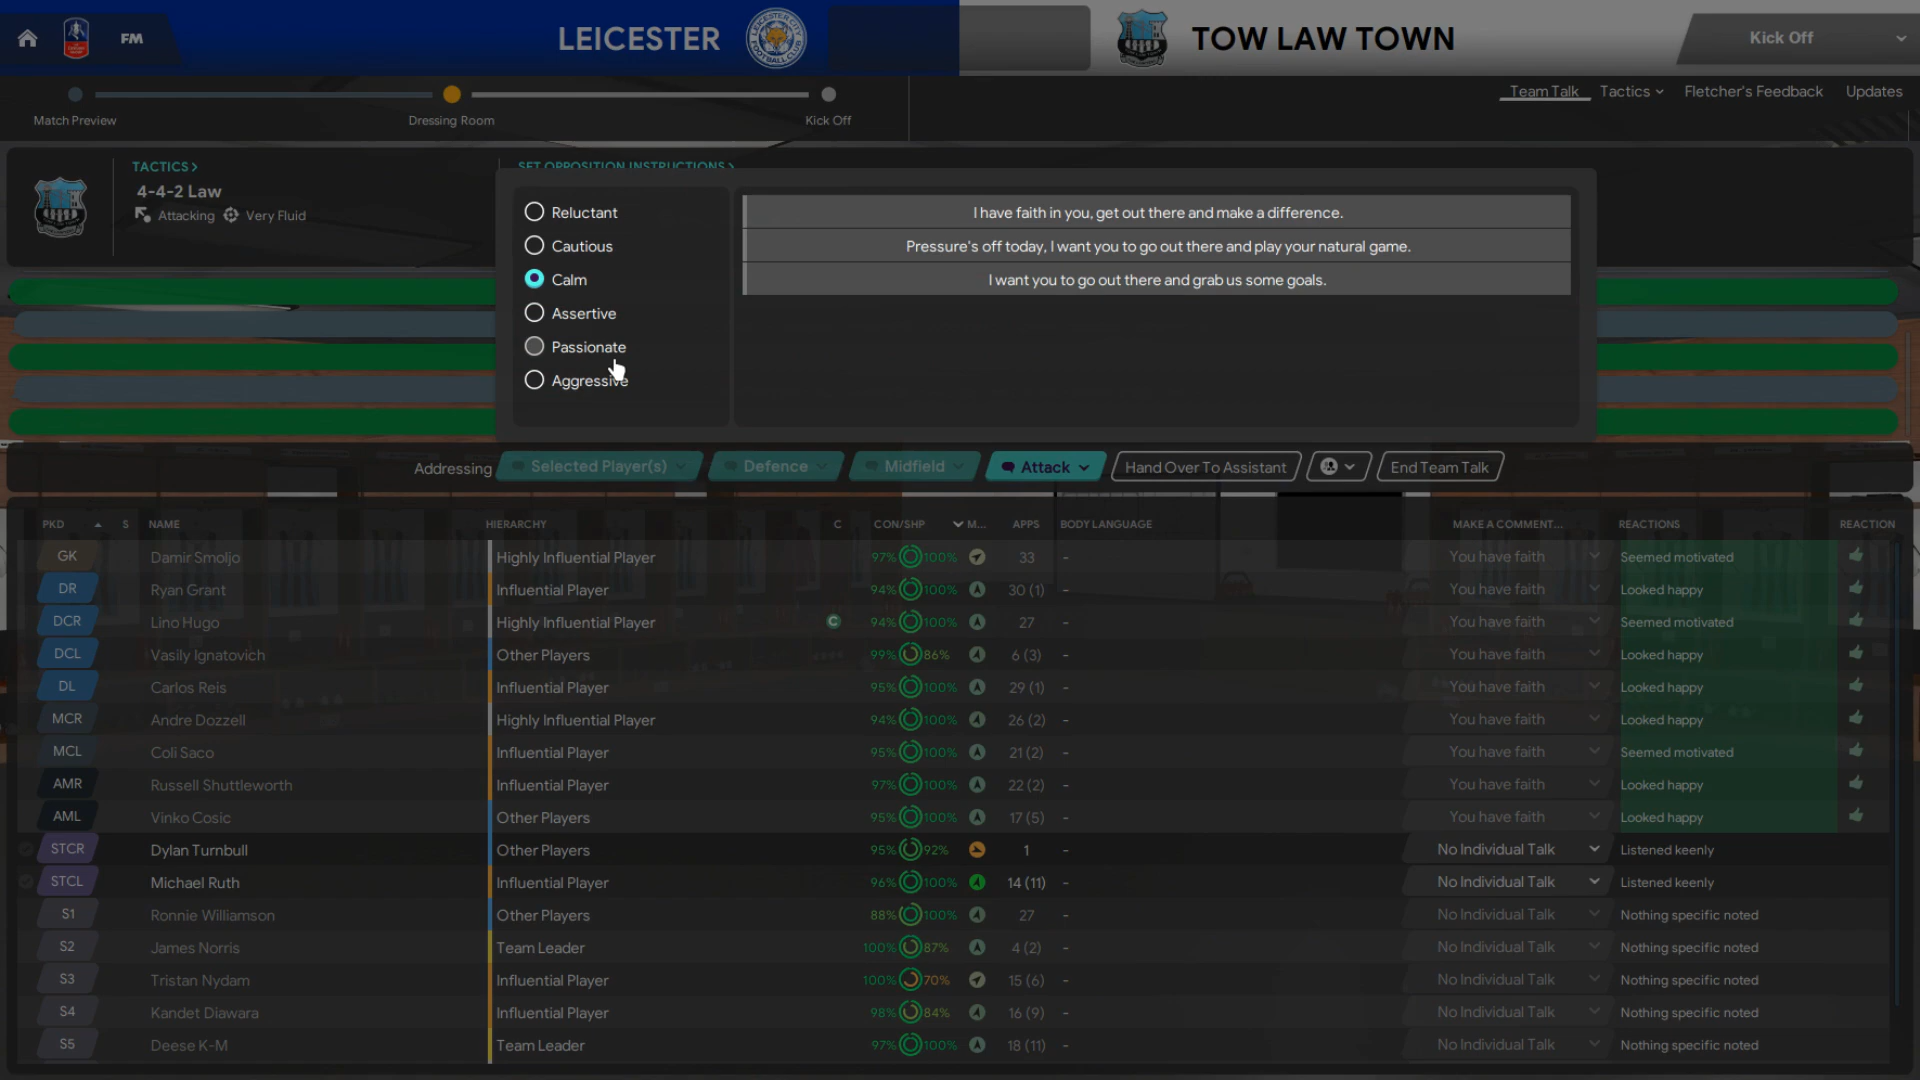 FM
LEICESTER
TOW LAW TOWN
Kick Off
Match Preview
Dressing Room
Kick Off
Team Talk
Tactics
Fletcher's Feedback
Updates
TACTICS>
4-4-2 Law
Attacking
Very Fluid
SET OPPOSITION INSTRUCTIONS >
Reluctant
Cautious
Calm
Assertive
Passionate
Aggressive
I have faith in you, get out there and make a difference.
Pressure's off today, I want you to go out there and play your natural game.
I want you to go out there and grab us some goals.
Addressing
Selected Player(s)
Defence
Midfield
Attack
Hand Over To Assistant
End Team Talk
PKD S NAME HIERARCHY C CON/SHP M... APPS BODY LANGUAGE MAKE A COMMENT... REACTIONS REACTION
GK Damir Smoljo Highly Influential Player 97% 100% 33 - You have faith Seemed motivated
DR Ryan Grant Influential Player 94% 100% 30 (1) - You have faith Looked happy
DCR Lino Hugo Highly Influential Player C 94% 100% 27 - You have faith Seemed motivated
DCL Vasily Ignatovich Other Players 99% 86% 6 (3) - You have faith Looked happy
DL Carlos Reis Influential Player 95% 100% 29 (1) - You have faith Looked happy
MCR Andre Dozzell Highly Influential Player 94% 100% 26 (2) - You have faith Looked happy
MCL Coli Saco Influential Player 95% 100% 21 (2) - You have faith Seemed motivated
AMR Russell Shuttleworth Influential Player 97% 100% 22 (2) - You have faith Looked happy
AML Vinko Cosic Other Players 95% 100% 17 (5) - You have faith Looked happy
STCR Dylan Turnbull Other Players 95% 92% 1 - No Individual Talk Listened keenly
STCL Michael Ruth Influential Player 96% 100% 14 (11) - No Individual Talk Listened keenly
S1 Ronnie Williamson Other Players 88% 100% 27 - No Individual Talk Nothing specific noted
S2 James Norris Team Leader 100% 87% 4 (2) - No Individual Talk Nothing specific noted
S3 Tristan Nydam Influential Player 100% 70% 15 (6) - No Individual Talk Nothing specific noted
S4 Kandet Diawara Influential Player 98% 84% 16 (9) - No Individual Talk Nothing specific noted
S5 Deese K-M Team Leader 97% 100% 18 (11) - No Individual Talk Nothing specific noted